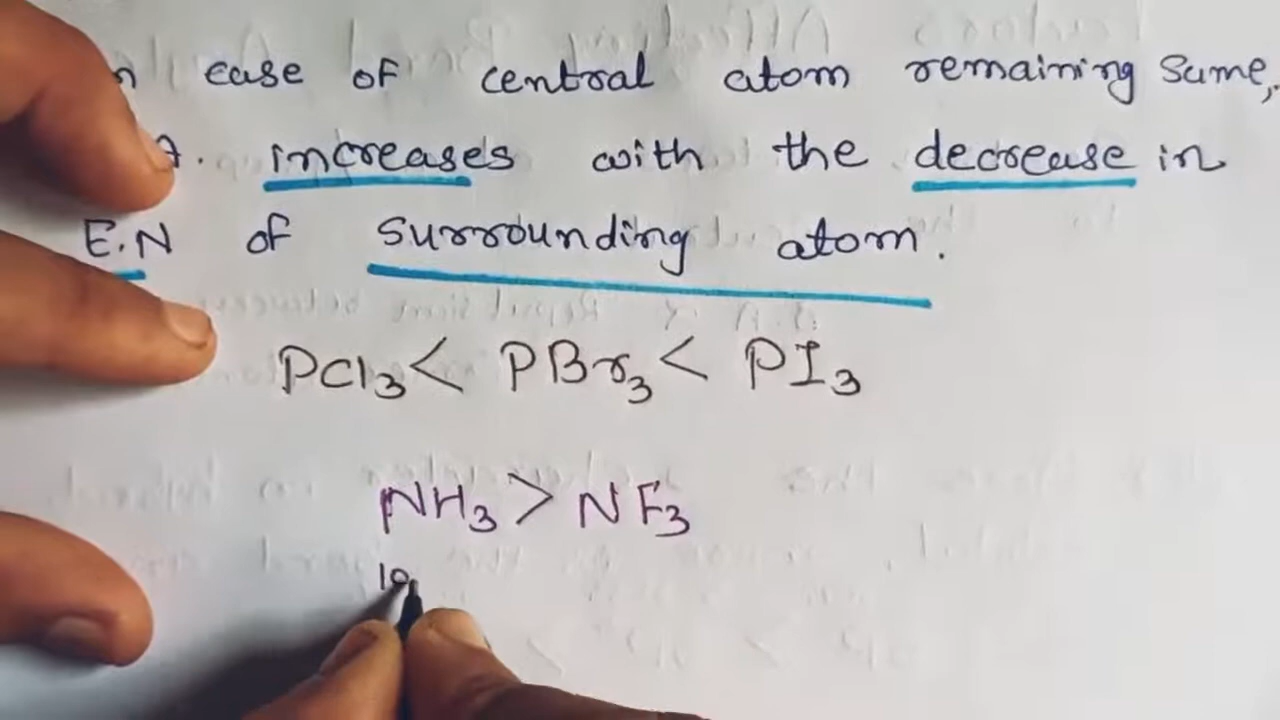 n case of central atom remaining same,
A. increases with the decrease in
E.N of surrounding atom.
PCl₃ < PBr₃ < PI₃
NH₃ > NF₃
10